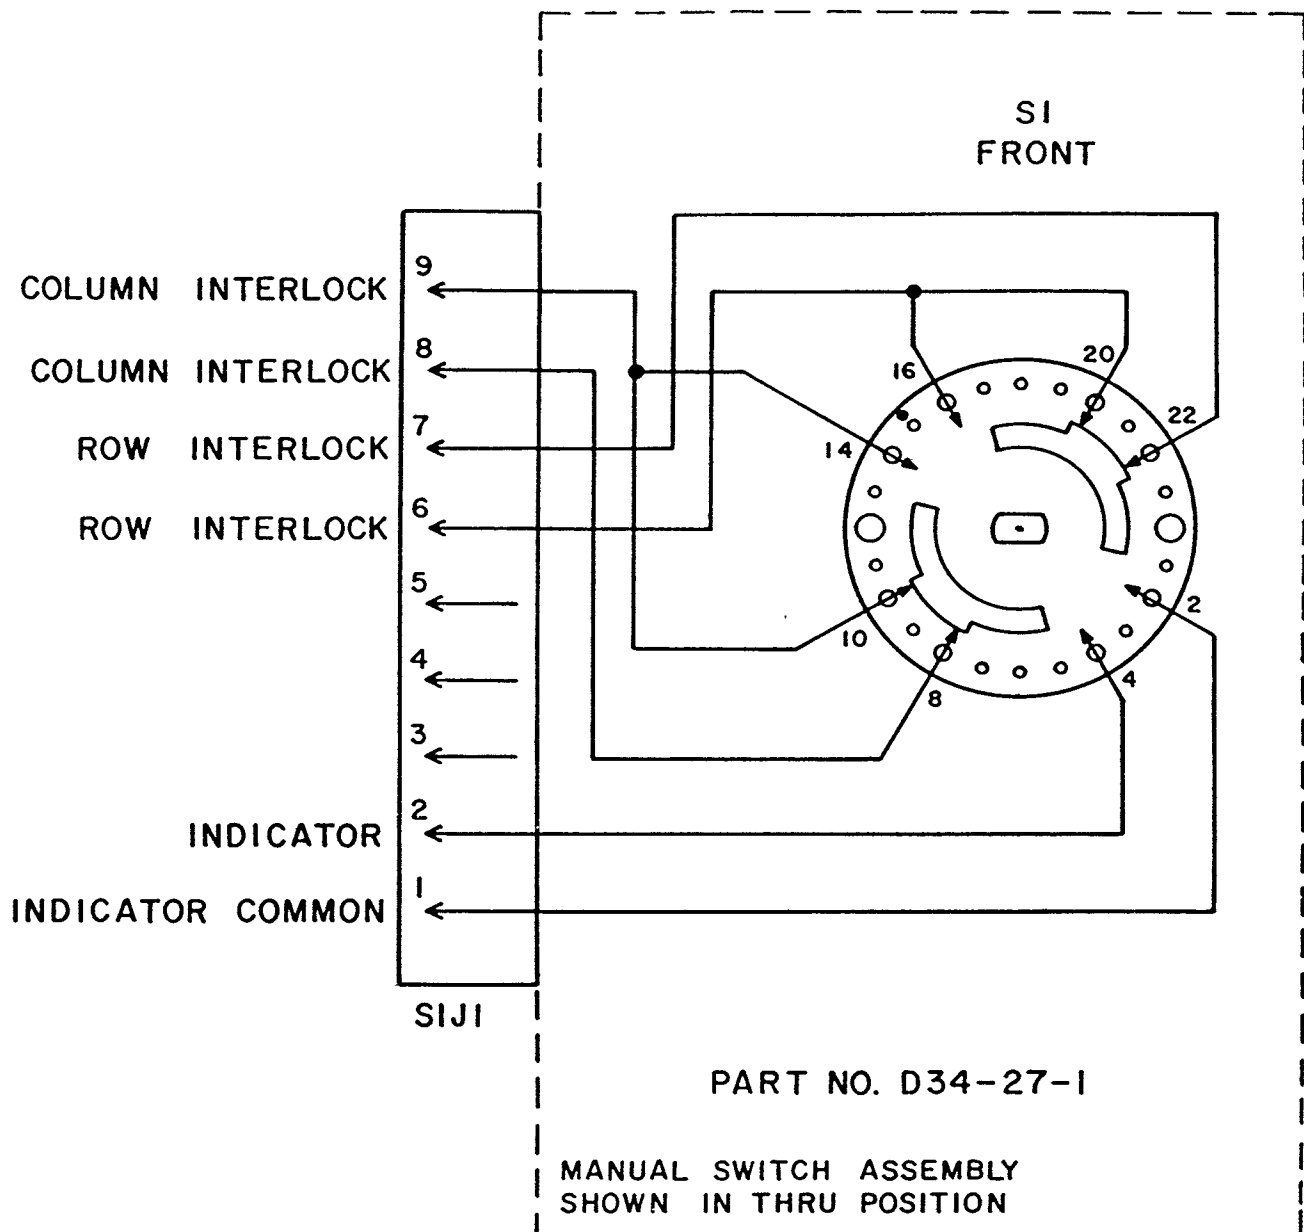 S1
FRONT
9
COLUMN INTERLOCK
8
COLUMN INTERLOCK
7
ROW INTERLOCK
6
ROW INTERLOCK
5
4
3
2
INDICATOR
1
INDICATOR COMMON
S1J1
16
20
22
14
2
10
4
8
PART NO. D34-27-1
MANUAL SWITCH ASSEMBLY
SHOWN IN THRU POSITION